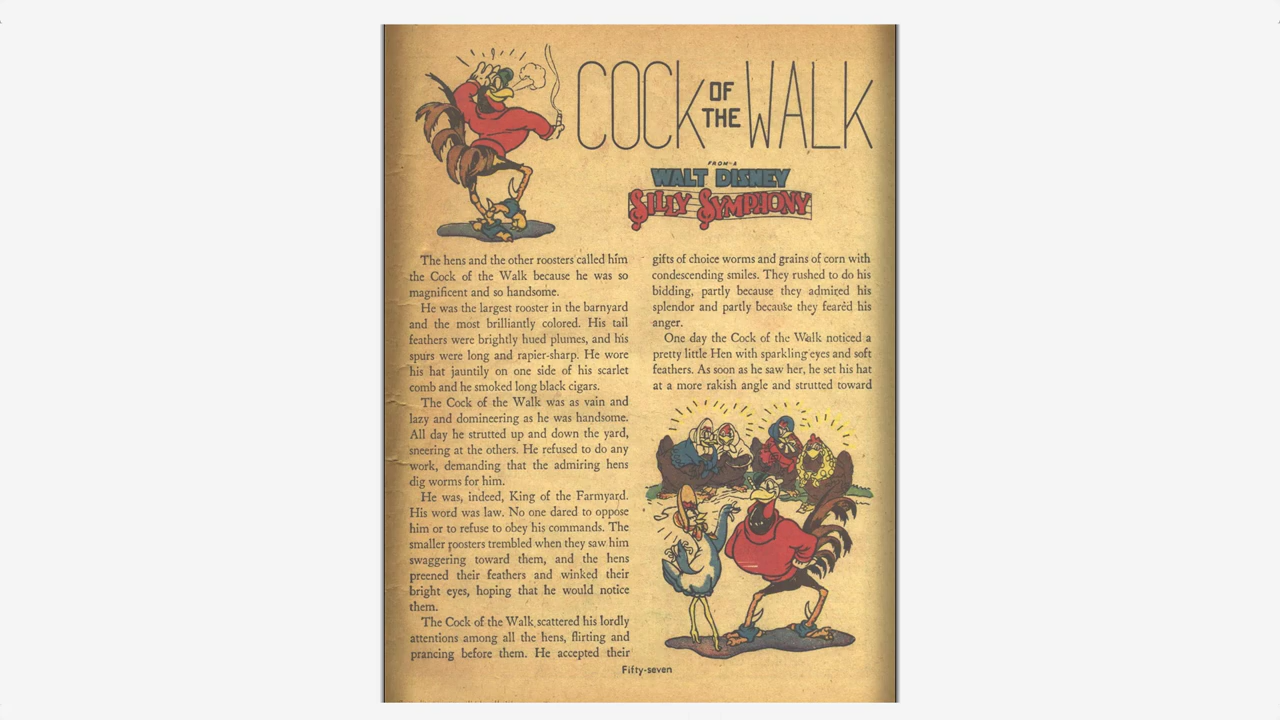 COCK OF THE WALK
FROM A
WALT DISNEY
SILLY SYMPHONY
The hens and the other roosters called him
the Cock of the Walk because he was so
magnificent and so handsome.
He was the largest rooster in the barnyard
and the most brilliantly colored. His tail
feathers were brightly hued plumes, and his
spurs were long and rapier-sharp. He wore
his hat jauntily on one side of his scarlet
comb and he smoked long black cigars.
The Cock of the Walk was as vain and
lazy and domineering as he was handsome.
All day he strutted up and down the yard,
sneering at the others. He refused to do any
work, demanding that the admiring hens
dig worms for him.
He was, indeed, King of the Farmyard.
His word was law. No one dared to oppose
him or to refuse to obey his commands. The
smaller roosters trembled when they saw him
swaggering toward them, and the hens
preened their feathers and winked their
bright eyes, hoping that he would notice
them.
The Cock of the Walk scattered his lordly
attentions among all the hens, flirting and
prancing before them. He accepted their
gifts of choice worms and grains of corn with
condescending smiles. They rushed to do his
bidding, partly because they admired his
splendor and partly because they feared his
anger.
One day the Cock of the Walk noticed a
pretty little Hen with sparkling eyes and soft
feathers. As soon as he saw her, he set his hat
at a more rakish angle and strutted toward
Fifty-seven